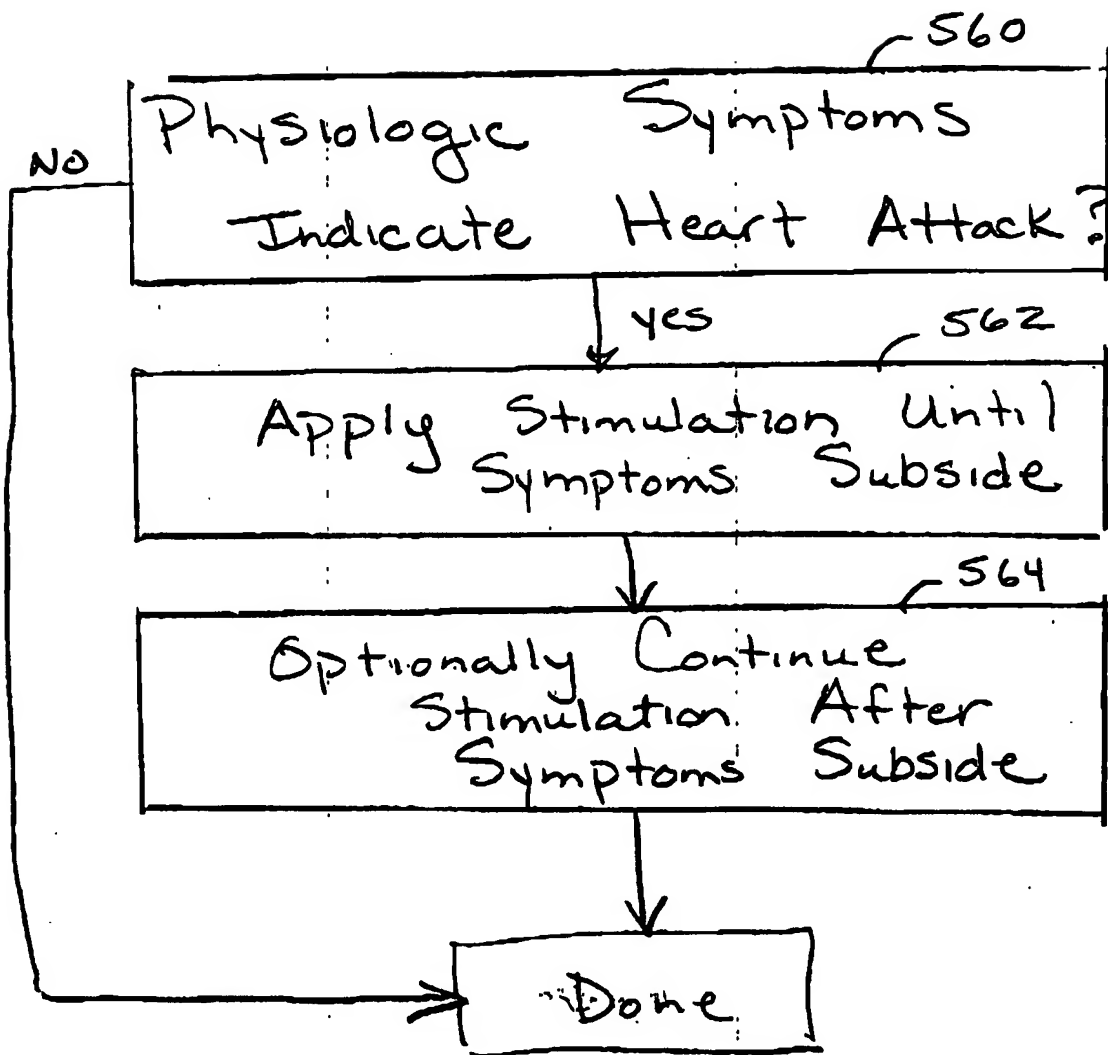 560
Physiologic Symptoms
NO
Indicate Heart Attack?
yes
562
Apply Stimulation Until
Symptoms Subside
564
Optionally Continue
Stimulation After
Symptoms Subside
Done